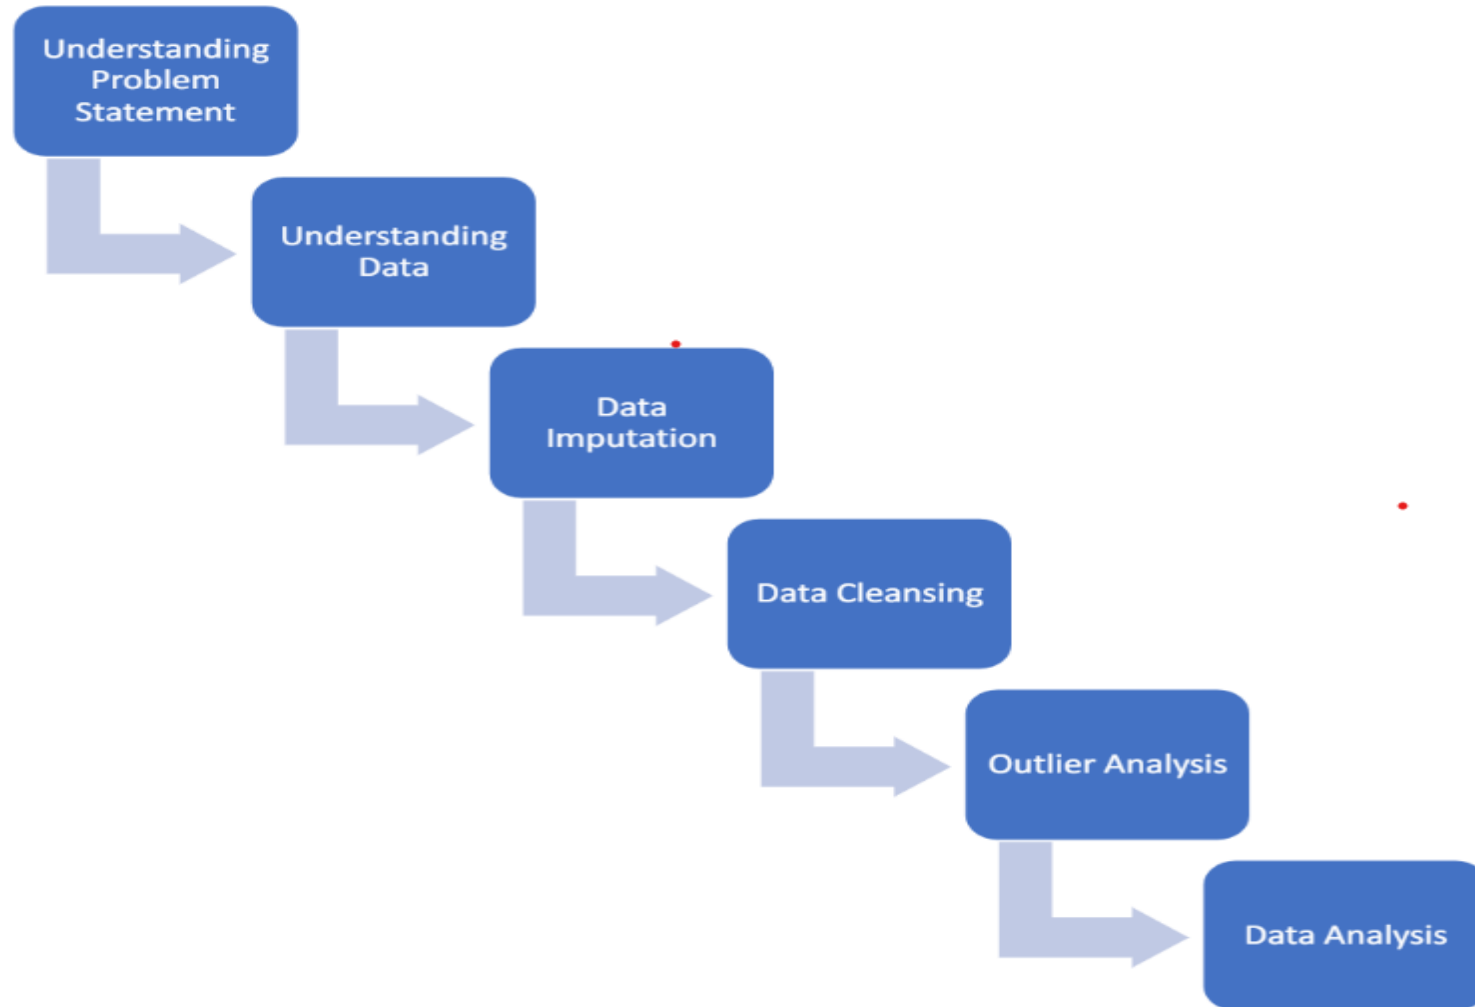 Understanding
Problem
Statement
Understanding
Data
Data
Imputation
Data Cleansing
Outlier Analysis
Data Analysis